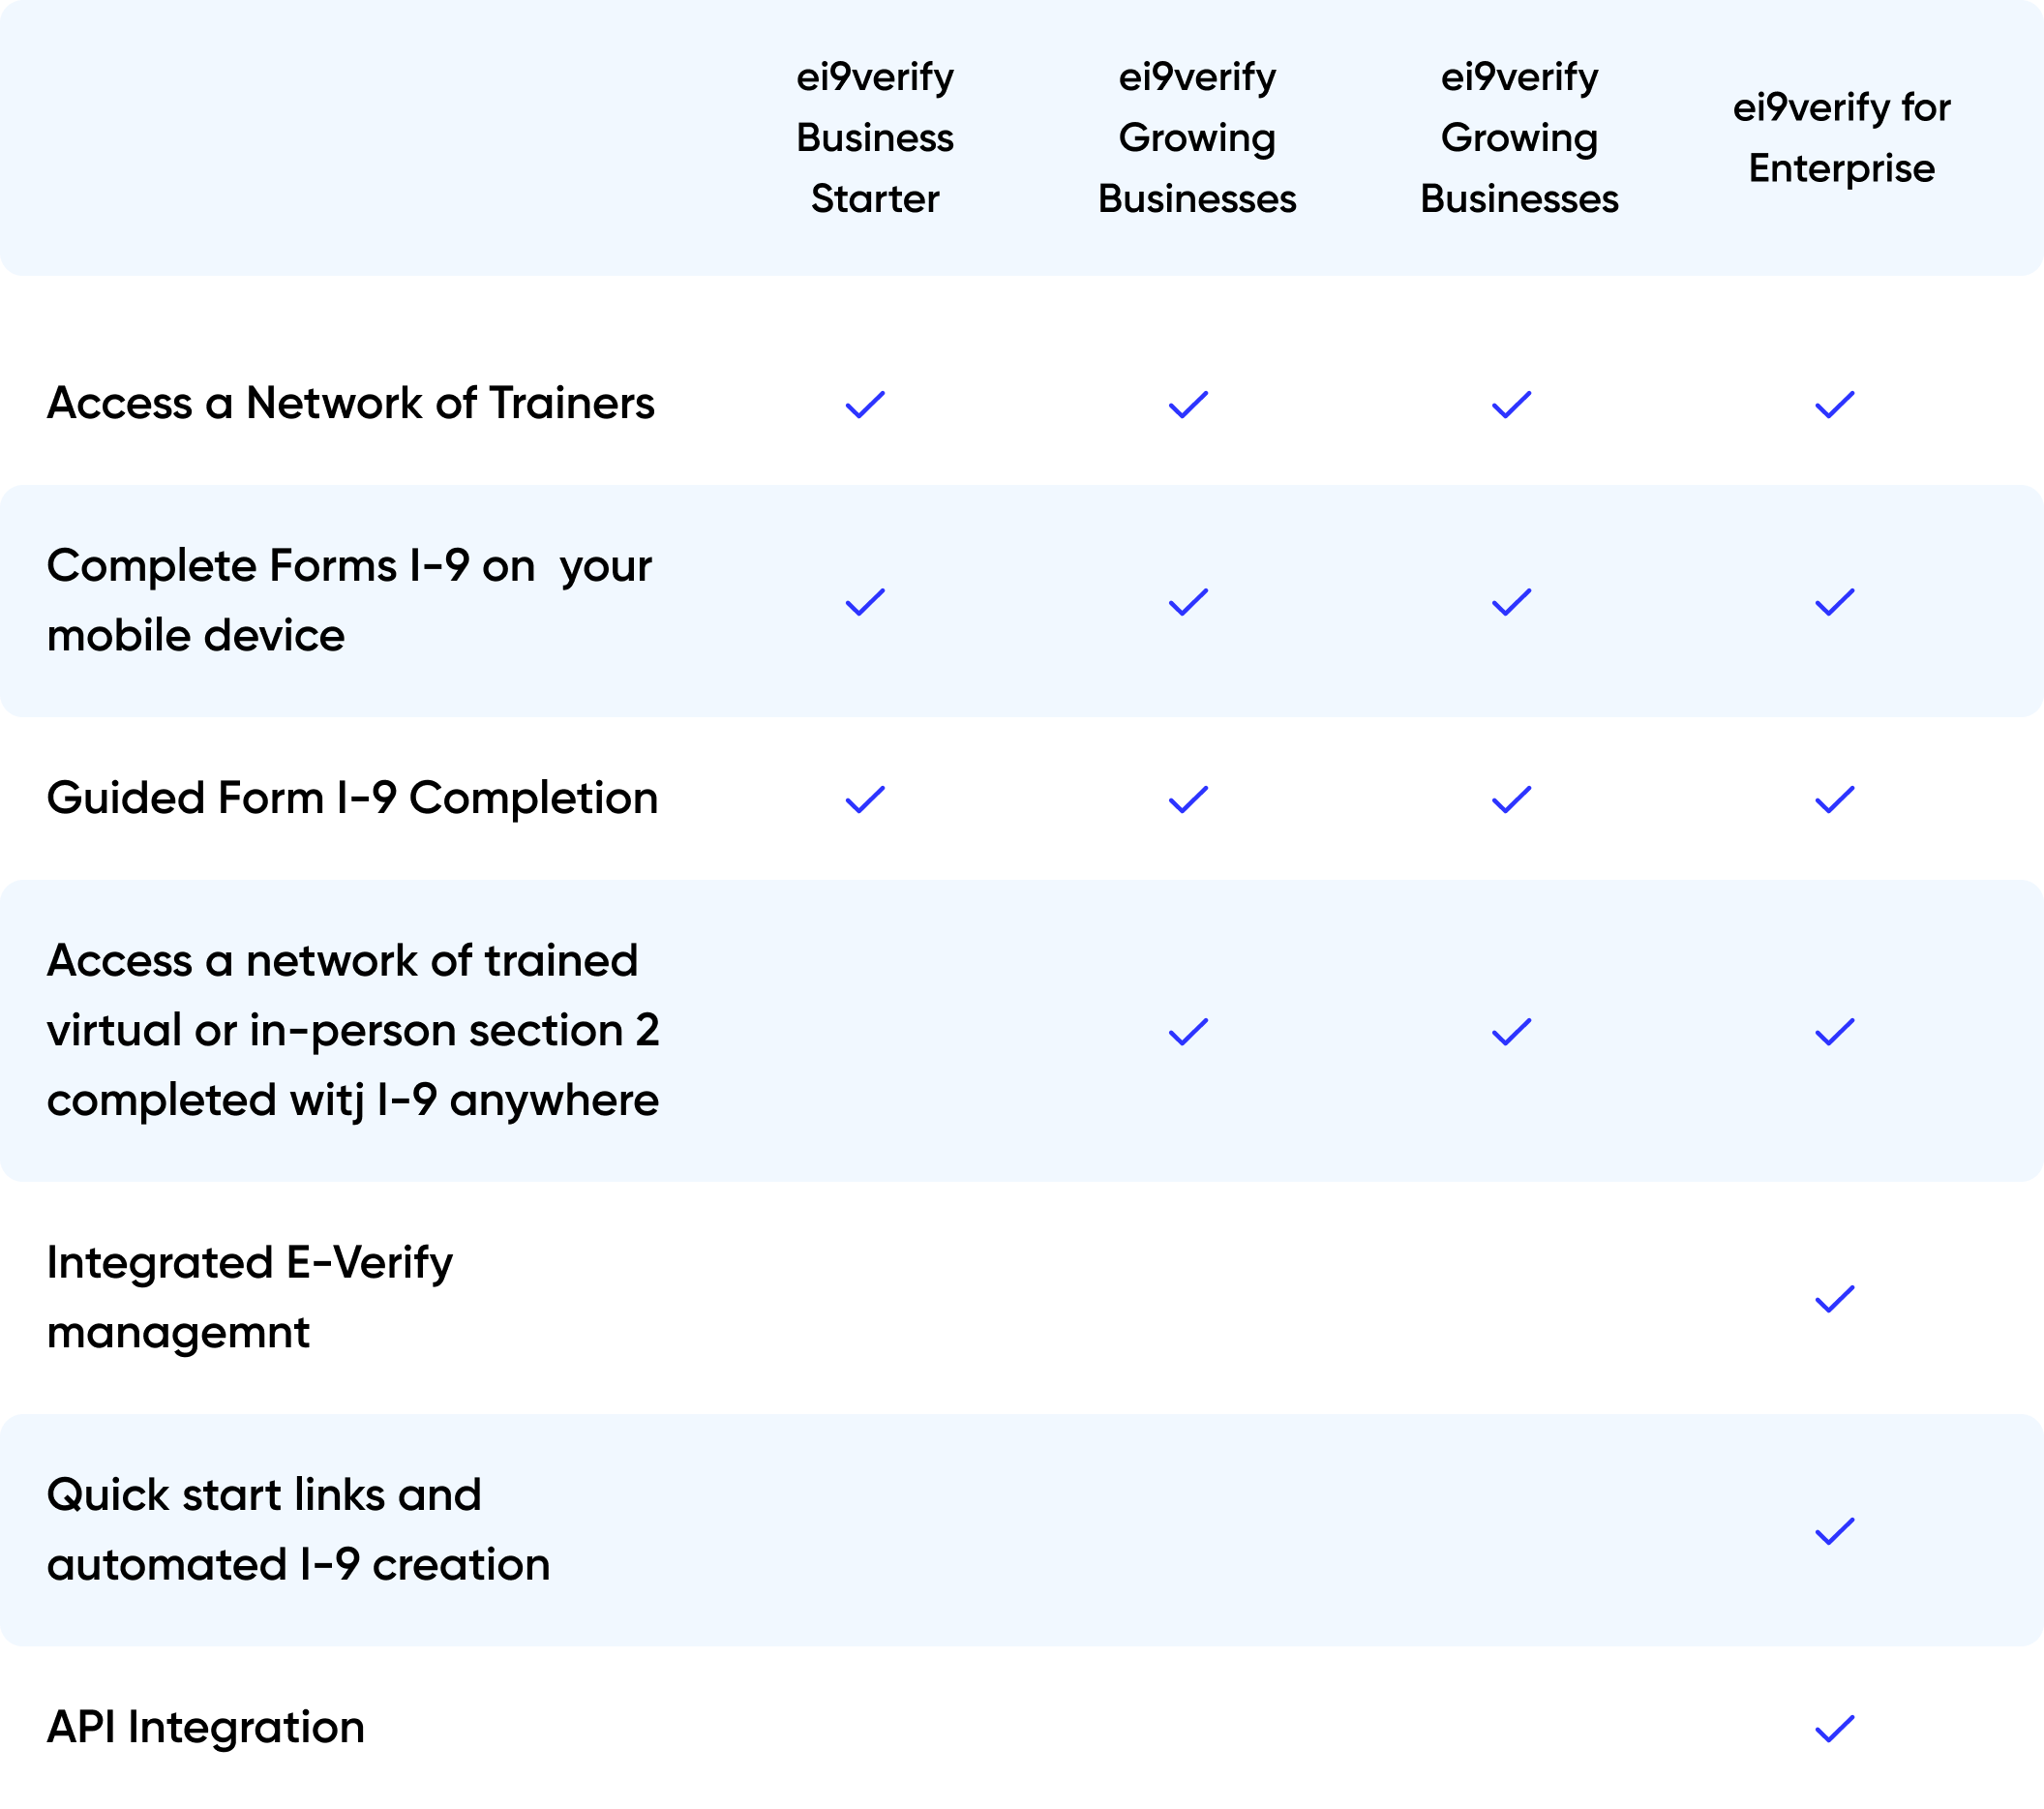 ei9verify
Business
Starter
ei9verify
Growing
Businesses
ei9verify
Growing
Businesses
ei9verify for
Enterprise
Access a Network of Trainers
Complete Forms I-9 on  your
mobile device
Guided Form I-9 Completion
Access a network of trained
virtual or in-person section 2
completed witj I-9 anywhere
Integrated E-Verify
managemnt
Quick start links and
automated I-9 creation
API Integration